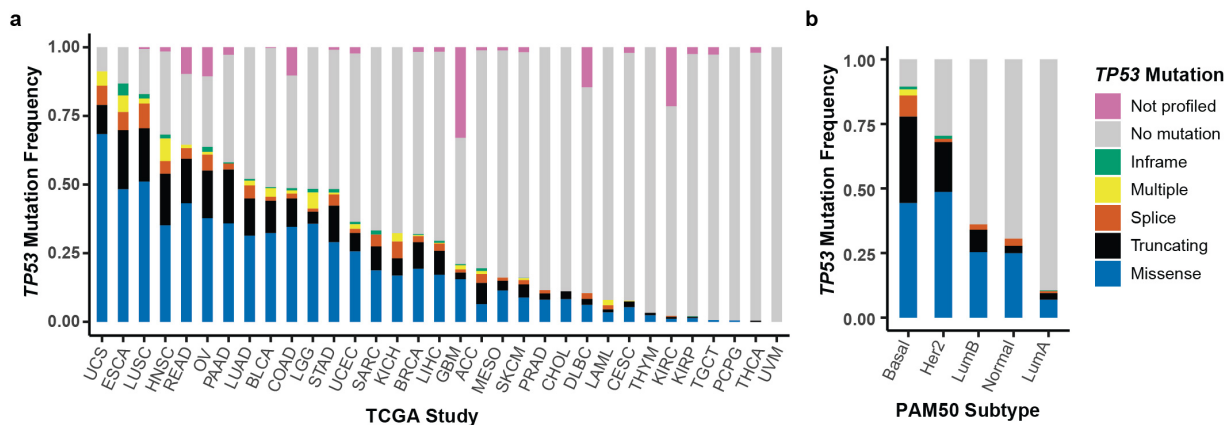 a
TP53 Mutation Frequency
1.00
0.75
0.50
0.25
0.00
UCS
ESCA
LUSC
HNSC
READ
OV
PAAD
LUAD
BLCA
COAD
LGG
STAD
UCEC
SARC
KICH
BRCA
LIHC
GBM
ACC
MESO
SKCM
PRAD
CHOL
DLBC
LAML
CESC
THYM
KIRC
KIRP
TGCT
PCPG
THCA
UVM
TCGA Study
b
TP53 Mutation Frequency
1.00
0.75
0.50
0.25
0.00
Basal
Her2
LumB
Normal
LumA
PAM50 Subtype
TP53 Mutation
Not profiled
No mutation
Inframe
Multiple
Splice
Truncating
Missense